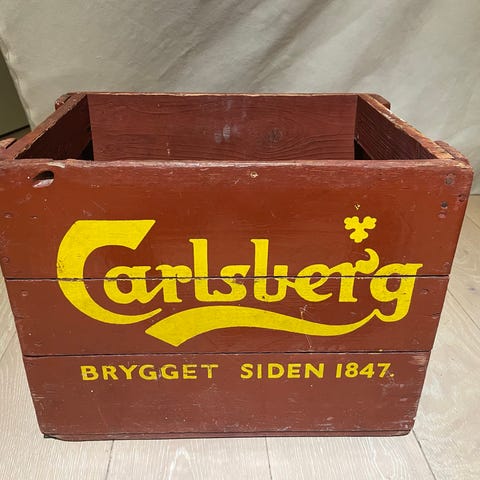 Carlsberg
BRYGGET SIDEN 1847.